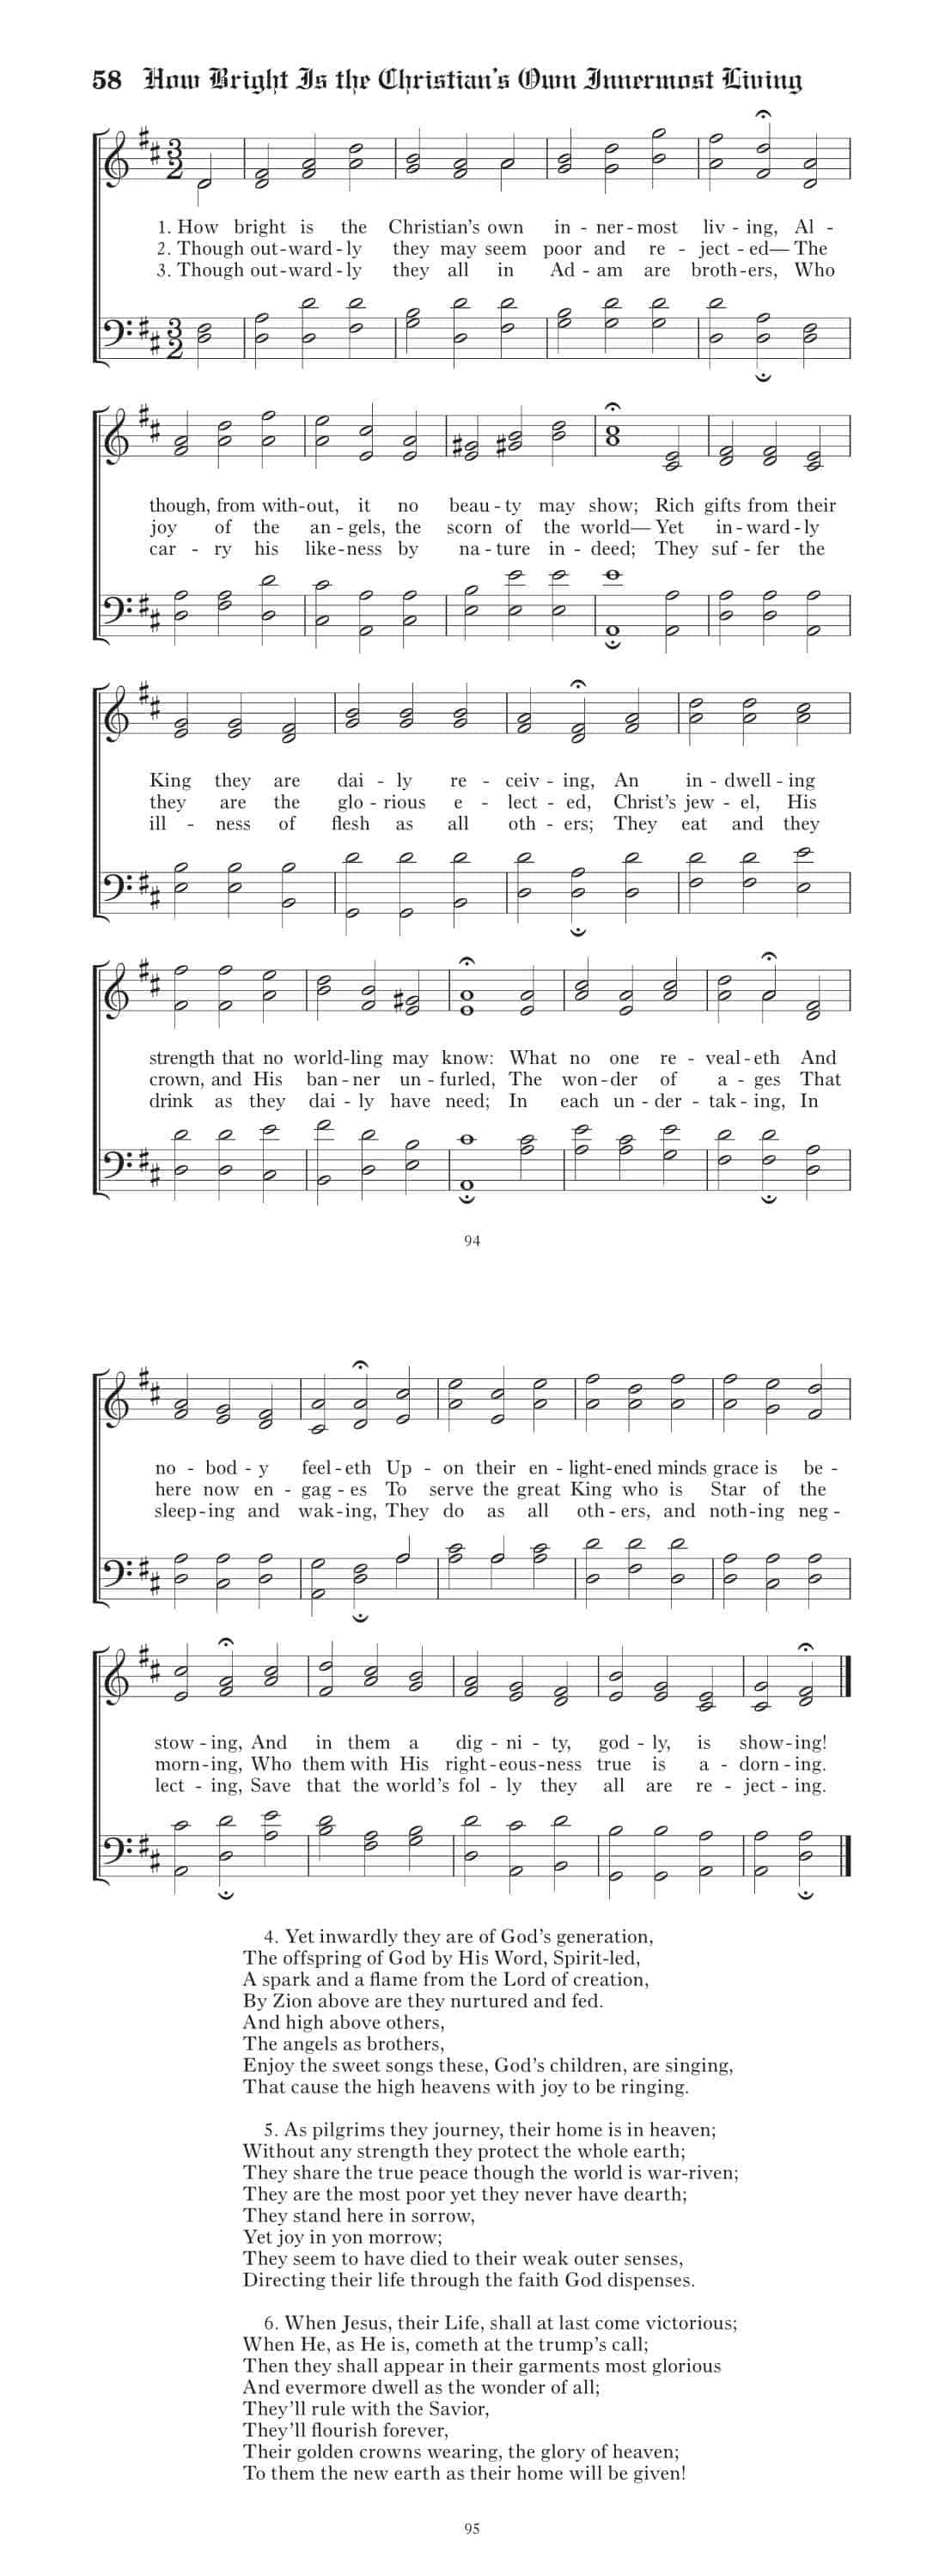 58 How Bright Is the Christian's Own Innermost Living
1. How bright is the Christian's own in - ner - most liv - ing, Al -
2. Though out - ward - ly they may seem poor and re - ject - ed— The
3. Though out - ward - ly they all in Ad - am are broth - ers, Who
though, from with - out, it no beau - ty may show; Rich gifts from their
joy of the an - gels, the scorn of the world— Yet in - ward - ly
car - ry his like - ness by na - ture in - deed; They suf - fer the
King they are dai - ly re - ceiv - ing, An in - dwell - ing
they are the glo - rious e - lect - ed, Christ's jew - el, His
ill - ness of flesh as all oth - ers; They eat and they
strength that no world - ling may know: What no one re - veal - eth And
crown, and His ban - ner un - furled, The won - der of a - ges That
drink as they dai - ly have need; In each un - der - tak - ing, In
94
no - bod - y feel - eth Up - on their en - light - ened minds grace is be -
here now en - gag - es To serve the great King who is Star of the
sleep - ing and wak - ing, They do as all oth - ers, and noth - ing neg -
stow - ing, And in them a dig - ni - ty, god - ly, is show - ing!
morn - ing, Who them with His right - eous - ness true is a - dorn - ing.
lect - ing, Save that the world's fol - ly they all are re - ject - ing.
4. Yet inwardly they are of God's generation,
The offspring of God by His Word, Spirit-led,
A spark and a flame from the Lord of creation,
By Zion above are they nurtured and fed.
And high above others,
The angels as brothers,
Enjoy the sweet songs these, God's children, are singing,
That cause the high heavens with joy to be ringing.
5. As pilgrims they journey, their home is in heaven;
Without any strength they protect the whole earth;
They share the true peace though the world is war-riven;
They are the most poor yet they never have dearth;
They stand here in sorrow,
Yet joy in yon morrow;
They seem to have died to their weak outer senses,
Directing their life through the faith God dispenses.
6. When Jesus, their Life, shall at last come victorious;
When He, as He is, cometh at the trump's call;
Then they shall appear in their garments most glorious
And evermore dwell as the wonder of all;
They'll rule with the Savior,
They'll flourish forever,
Their golden crowns wearing, the glory of heaven;
To them the new earth as their home will be given!
95